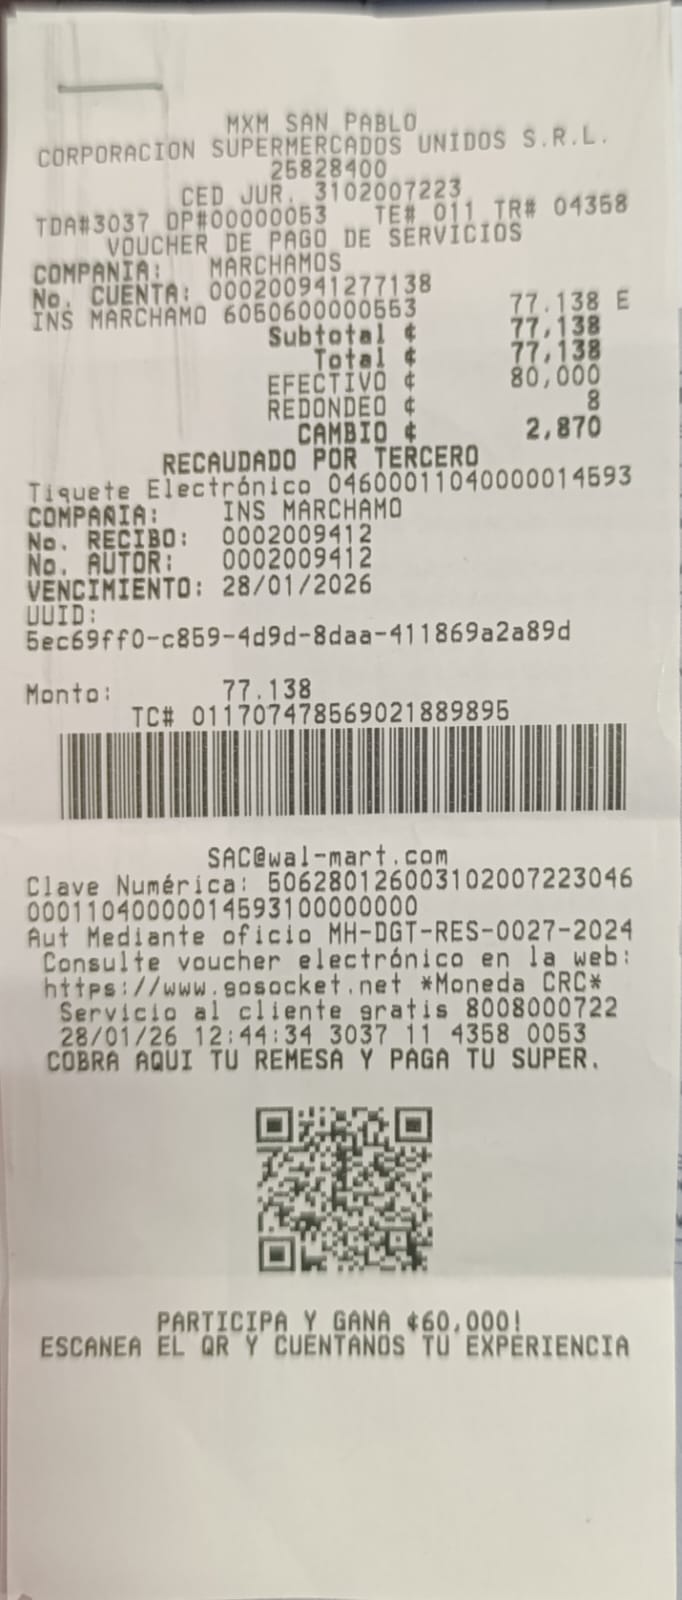 MXM SAN PABLO
CORPORACION SUPERMERCADOS UNIDOS S.R.L.
25828400
CED JUR. 3102007223
TDA#3037 OP#00000053 TE# 011 TR# 04358
VOUCHER DE PAGO DE SERVICIOS
COMPAÑIA: MARCHAMOS
No. CUENTA: 000200941277138
INS MARCHAMO 6050600000553 77.138 E
Subtotal ¢ 77,138
Total ¢ 77,138
EFECTIVO ¢ 80,000
REDONDEO ¢ 8
CAMBIO ¢ 2,870
RECAUDADO POR TERCERO
Tiquete Electrónico 04600011040000014593
COMPAÑIA: INS MARCHAMO
No. RECIBO: 0002009412
No. AUTOR: 0002009412
VENCIMIENTO: 28/01/2026
UUID:
5ec69ff0-c859-4d9d-8daa-411869a2a89d
Monto: 77.138
TC# 011707478569021889895
SAC@wal-mart.com
Clave Numérica: 5062801260031020072​23046
00011040000014593100000000
Aut Mediante oficio MH-DGT-RES-0027-2024
Consulte voucher electrónico en la web:
https://www.gosocket.net *Moneda CRC*
Servicio al cliente gratis 8008000722
28/01/26 12:44:34 3037 11 4358 0053
COBRA AQUI TU REMESA Y PAGA TU SUPER.
PARTICIPA Y GANA ¢60,000!
ESCANEA EL QR Y CUENTANOS TU EXPERIENCIA